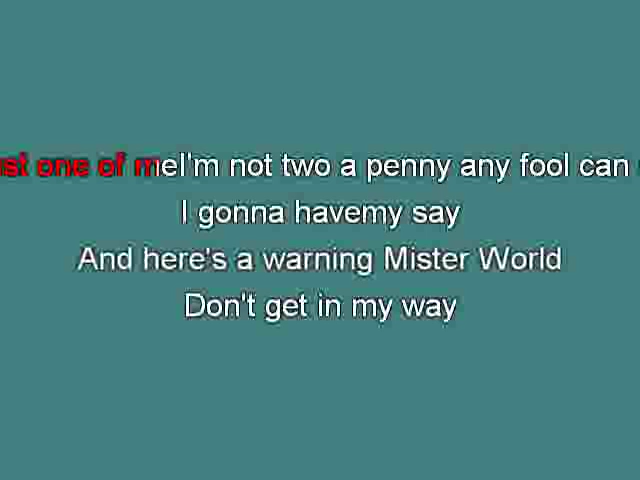 one of meI'm not two a penny any fool can
I gonna havemy say
And here's a warning Mister World
Don't get in my way